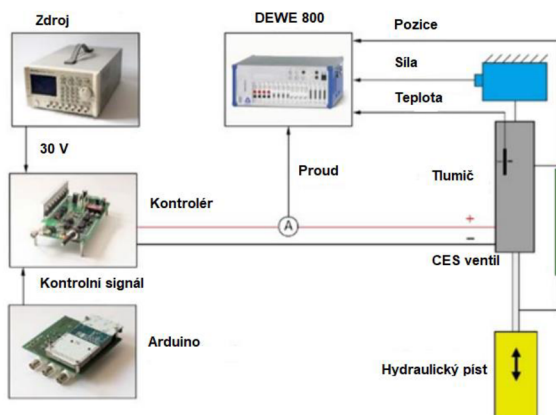 Zdroj
DEWE 800
Pozice
Síla
Teplota
30 V
Proud
Tlumič
Kontrolér
A
+
−
CES ventil
Kontrolní signál
Arduino
Hydraulický píst